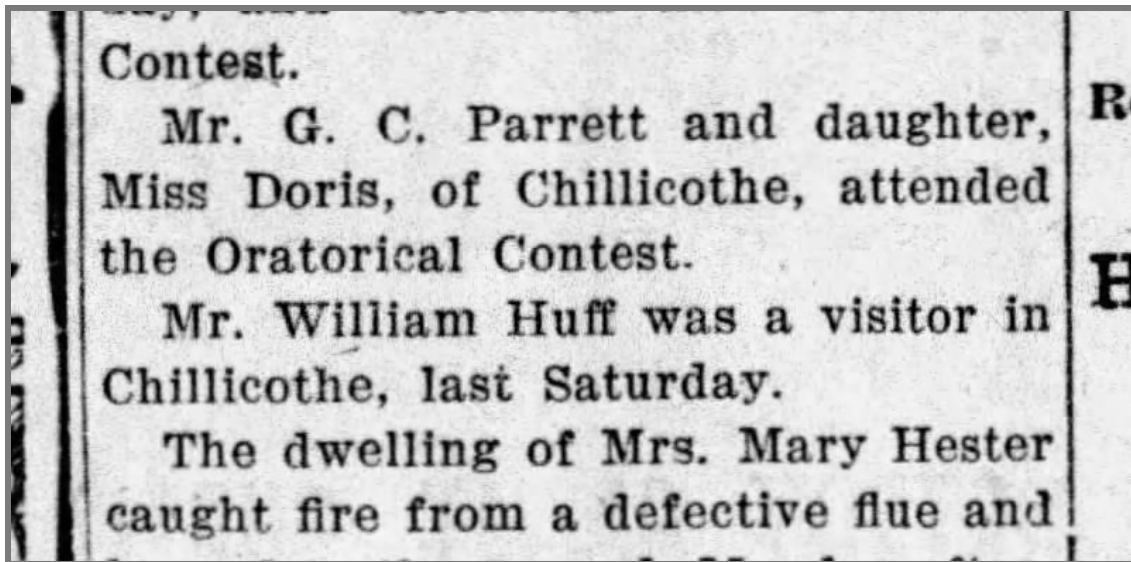 Contest.
Mr. G. C. Parrett and daughter,
Miss Doris, of Chillicothe, attended
the Oratorical Contest.
Mr. William Huff was a visitor in
Chillicothe, last Saturday.
The dwelling of Mrs. Mary Hester
caught fire from a defective flue and